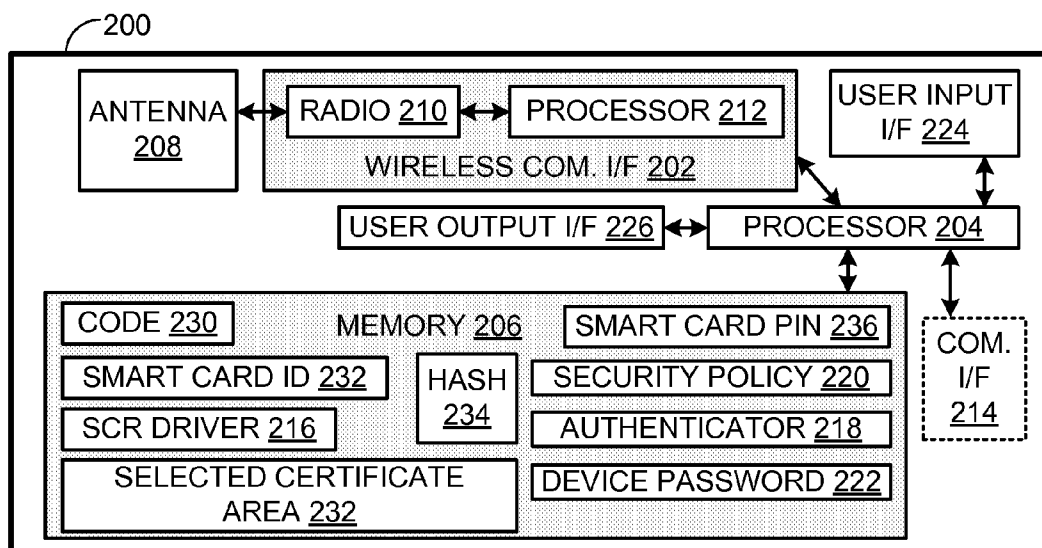 200
ANTENNA
208
RADIO 210
PROCESSOR 212
WIRELESS COM. I/F 202
USER INPUT
I/F 224
USER OUTPUT I/F 226
PROCESSOR 204
CODE 230
MEMORY 206
SMART CARD PIN 236
SMART CARD ID 232
HASH
234
SECURITY POLICY 220
SCR DRIVER 216
AUTHENTICATOR 218
SELECTED CERTIFICATE
AREA 232
DEVICE PASSWORD 222
COM.
I/F
214